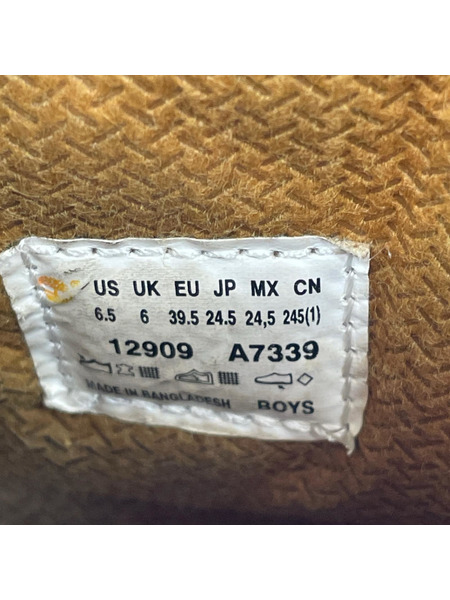 US UK EU JP MX CN
6.5 6 39.5 24.5 24,5 245(1)
12909 A7339
MADE IN BANGLADESH BOYS